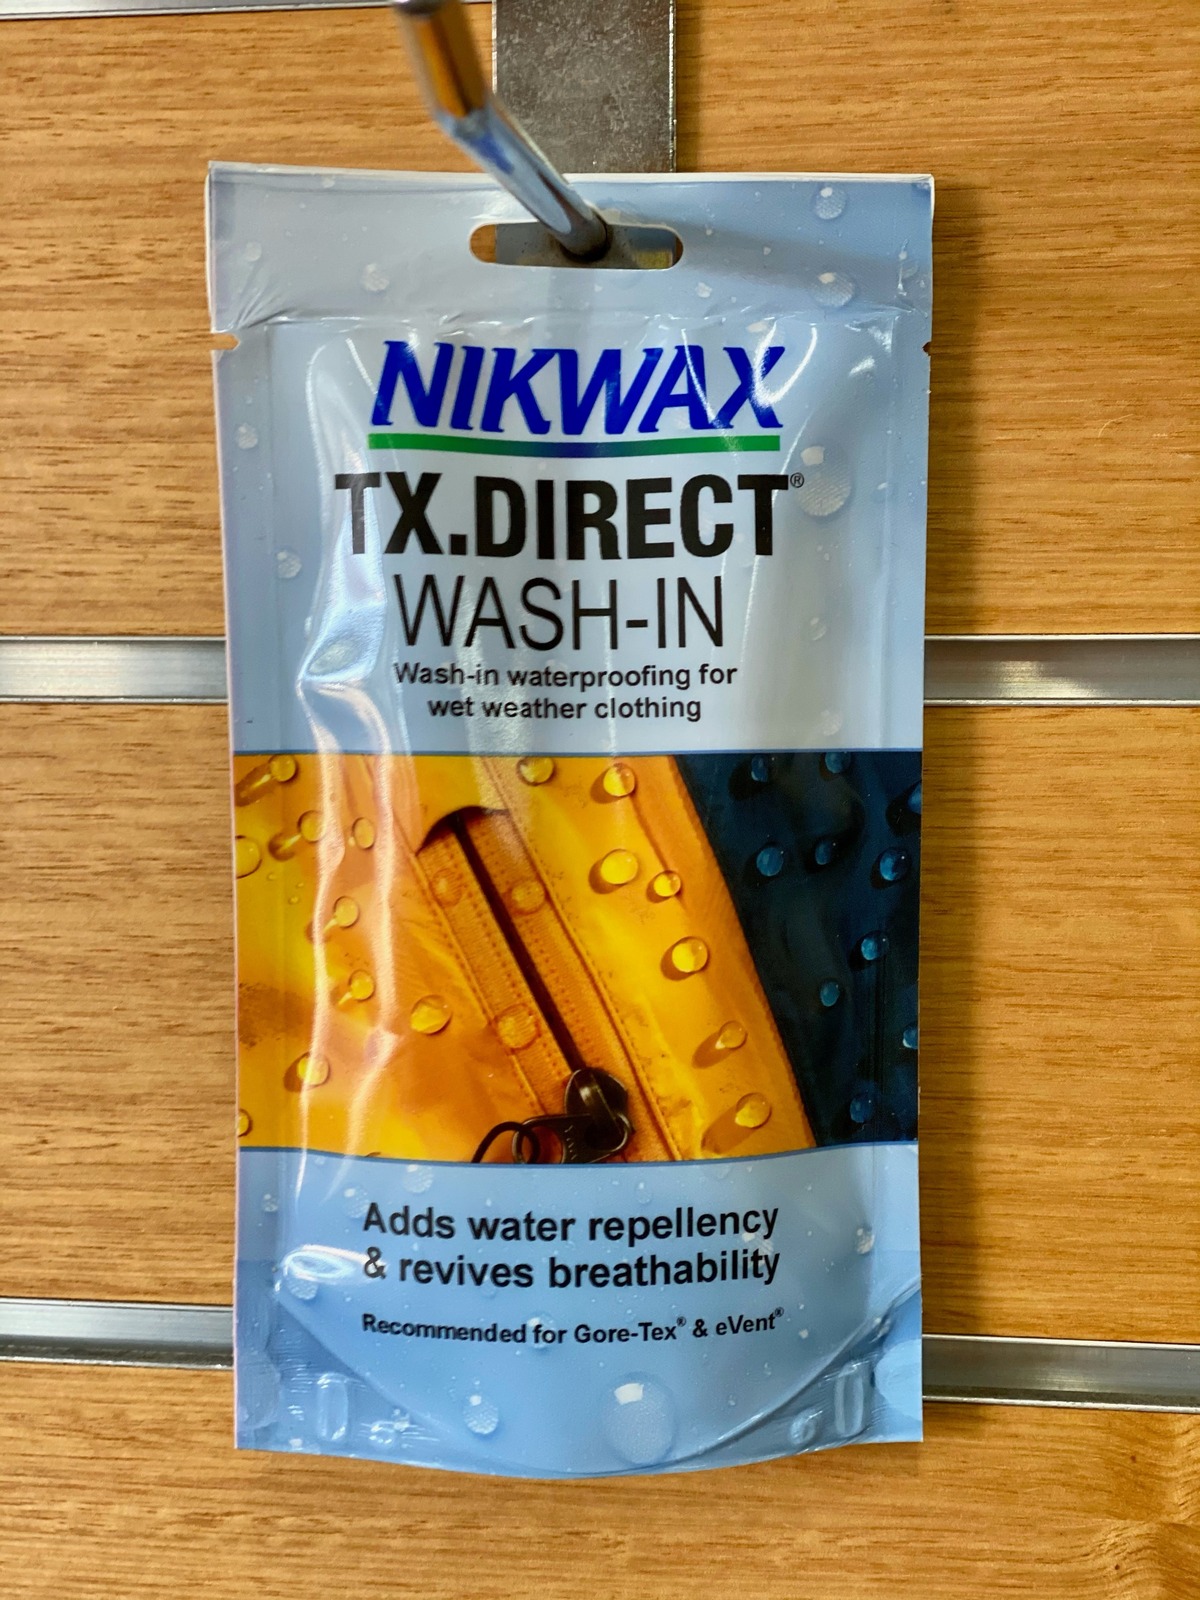 NIKWAX
TX.DIRECT®
WASH-IN
Wash-in waterproofing for
wet weather clothing
Adds water repellency
& revives breathability
Recommended for Gore-Tex® & eVent®